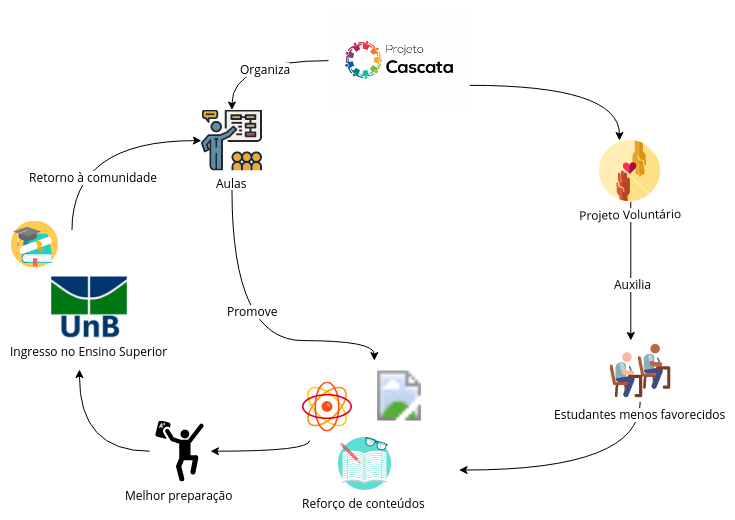 Projeto
Cascata
Organiza
Aulas
Retorno à comunidade
Projeto Voluntário
Auxilia
Promove
UnB
Ingresso no Ensino Superior
Estudantes menos favorecidos
Melhor preparação
Reforço de conteúdos